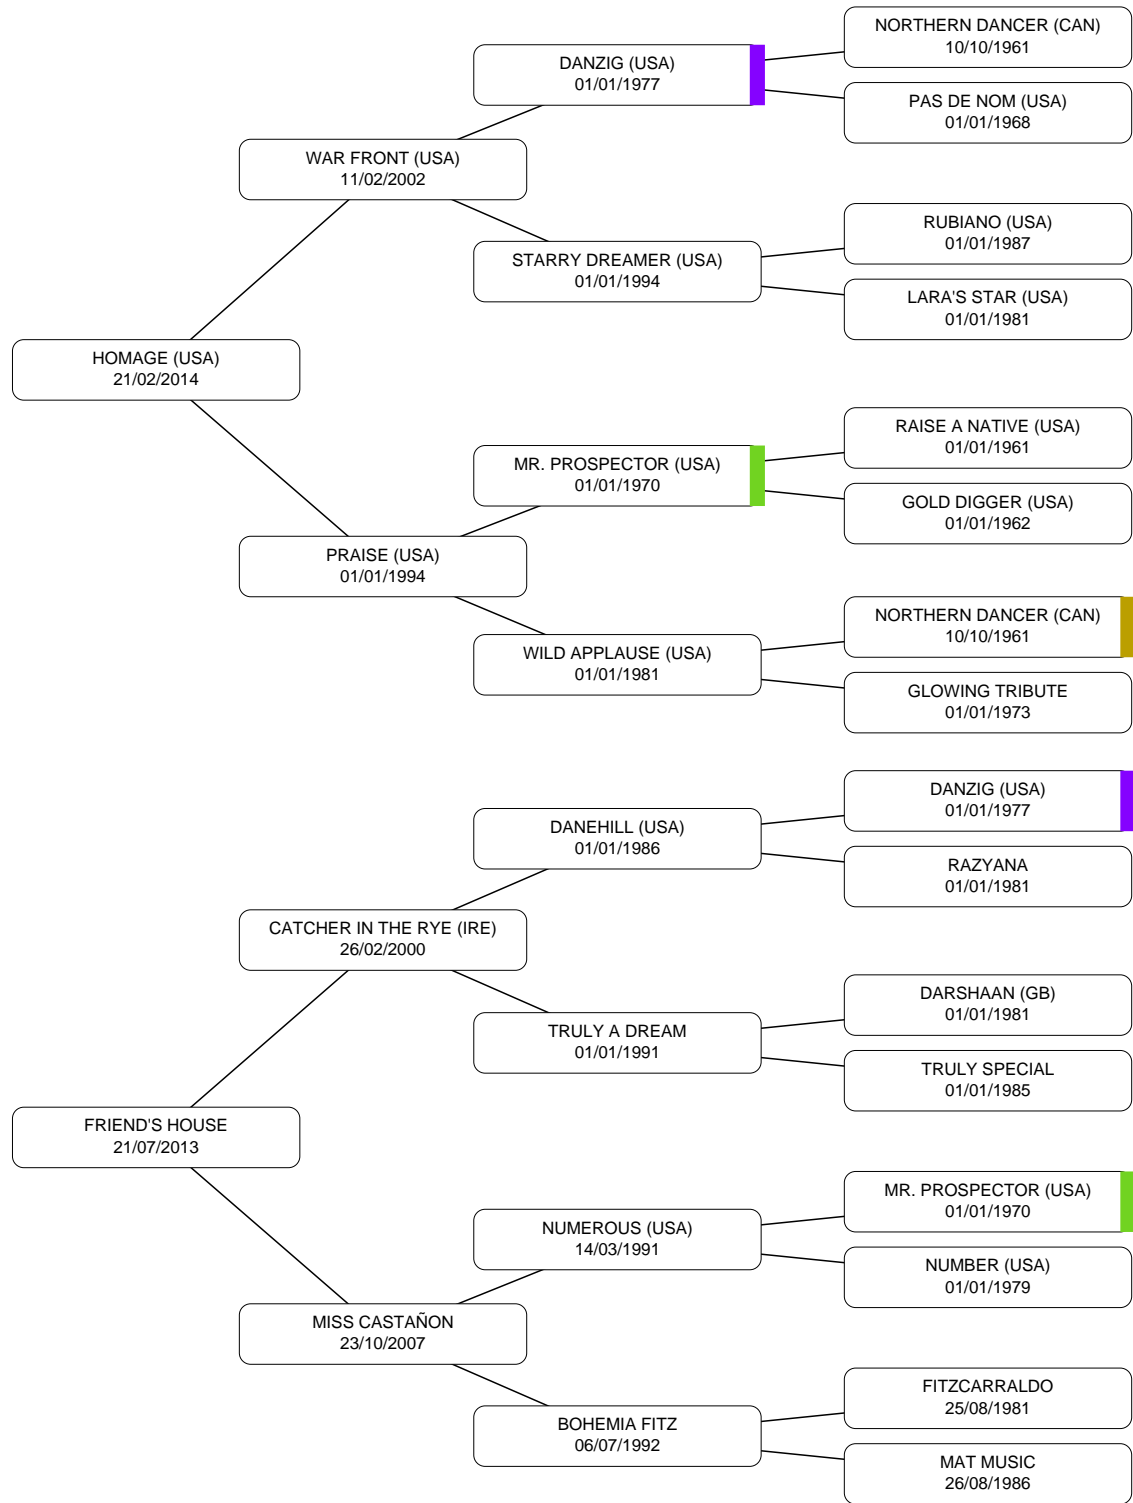 NORTHERN DANCER (CAN)
10/10/1961
DANZIG (USA)
01/01/1977
PAS DE NOM (USA)
01/01/1968
WAR FRONT (USA)
11/02/2002
RUBIANO (USA)
01/01/1987
STARRY DREAMER (USA)
01/01/1994
LARA'S STAR (USA)
01/01/1981
HOMAGE (USA)
21/02/2014
RAISE A NATIVE (USA)
01/01/1961
MR. PROSPECTOR (USA)
01/01/1970
GOLD DIGGER (USA)
01/01/1962
PRAISE (USA)
01/01/1994
NORTHERN DANCER (CAN)
10/10/1961
WILD APPLAUSE (USA)
01/01/1981
GLOWING TRIBUTE
01/01/1973
DANZIG (USA)
01/01/1977
DANEHILL (USA)
01/01/1986
RAZYANA
01/01/1981
CATCHER IN THE RYE (IRE)
26/02/2000
DARSHAAN (GB)
01/01/1981
TRULY A DREAM
01/01/1991
TRULY SPECIAL
01/01/1985
FRIEND'S HOUSE
21/07/2013
MR. PROSPECTOR (USA)
01/01/1970
NUMEROUS (USA)
14/03/1991
NUMBER (USA)
01/01/1979
MISS CASTAÑON
23/10/2007
FITZCARRALDO
25/08/1981
BOHEMIA FITZ
06/07/1992
MAT MUSIC
26/08/1986